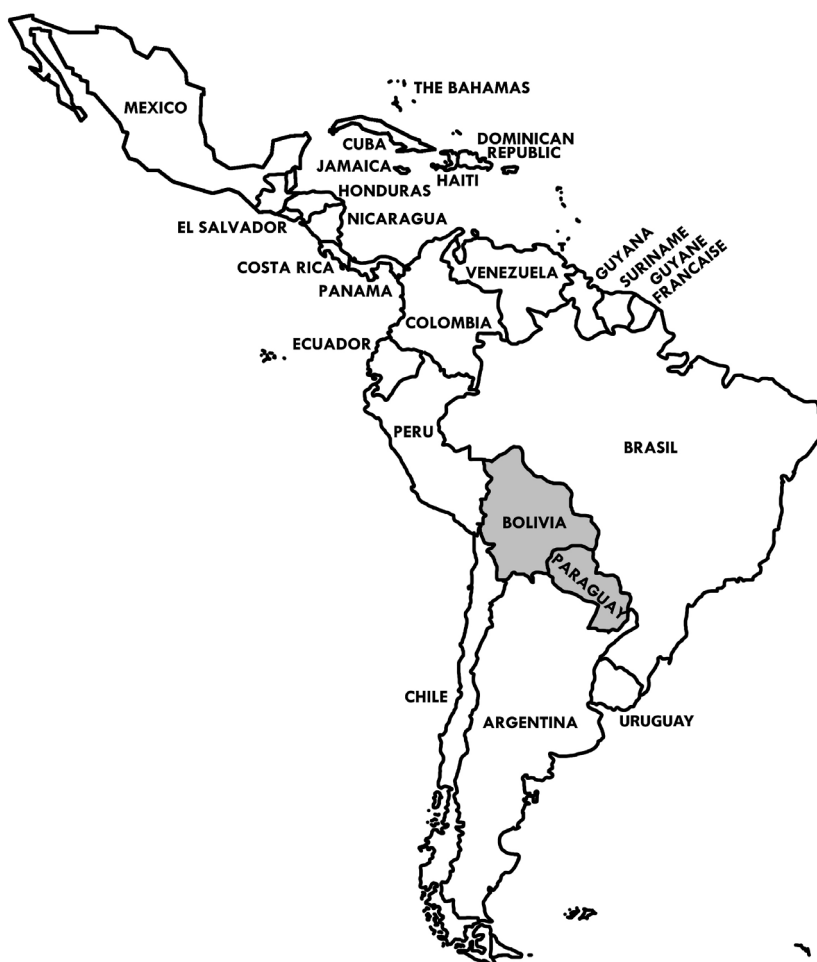 THE BAHAMAS
MEXICO
CUBA
DOMINICAN
REPUBLIC
JAMAICA
HAITI
HONDURAS
NICARAGUA
EL SALVADOR
COSTA RICA
PANAMA
VENEZUELA
GUYANA
SURINAME
GUYANE
FRANCAISE
COLOMBIA
ECUADOR
PERU
BRASIL
BOLIVIA
PARAGUAY
CHILE
ARGENTINA
URUGUAY